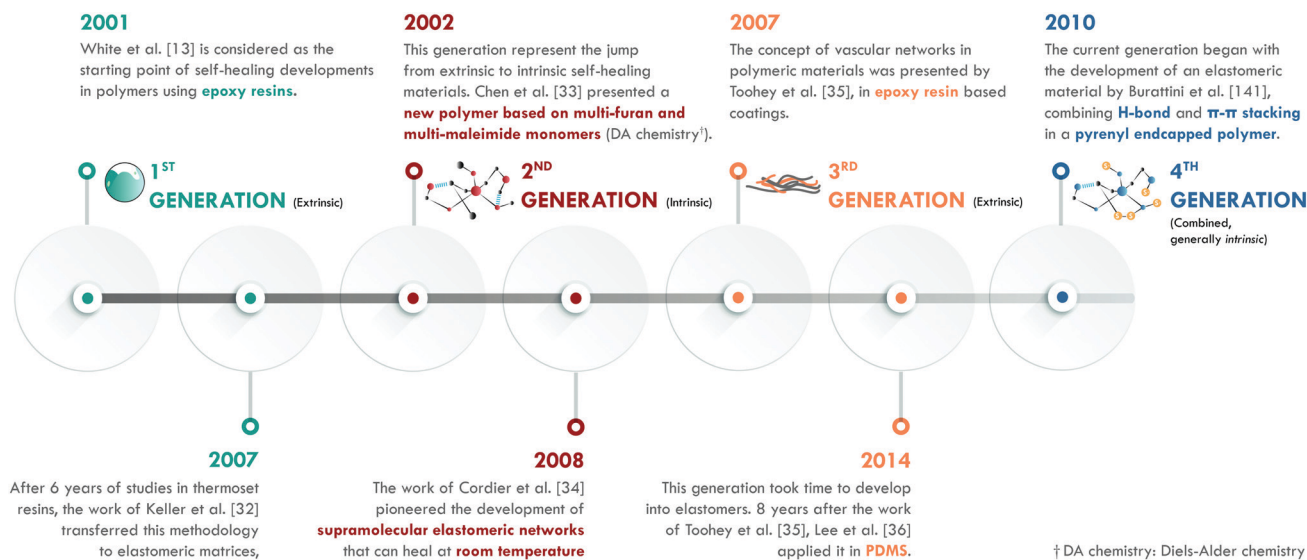 2001
White et al. [13] is considered as the
starting point of self-healing developments
in polymers using epoxy resins.
1ST
GENERATION (Extrinsic)
2002
This generation represent the jump
from extrinsic to intrinsic self-healing
materials. Chen et al. [33] presented a
new polymer based on multi-furan and
multi-maleimide monomers (DA chemistry†).
2ND
GENERATION (Intrinsic)
2007
The concept of vascular networks in
polymeric materials was presented by
Toohey et al. [35], in epoxy resin based
coatings.
3RD
GENERATION (Extrinsic)
2010
The current generation began with
the development of an elastomeric
material by Burattini et al. [141],
combining H-bond and π-π stacking
in a pyrenyl endcapped polymer.
4TH
GENERATION
(Combined,
generally intrinsic)
2007
After 6 years of studies in thermoset
resins, the work of Keller et al. [32]
transferred this methodology
to elastomeric matrices,
2008
The work of Cordier et al. [34]
pioneered the development of
supramolecular elastomeric networks
that can heal at room temperature
2014
This generation took time to develop
into elastomers. 8 years after the work
of Toohey et al. [35], Lee et al. [36]
applied it in PDMS.
† DA chemistry: Diels-Alder chemistry